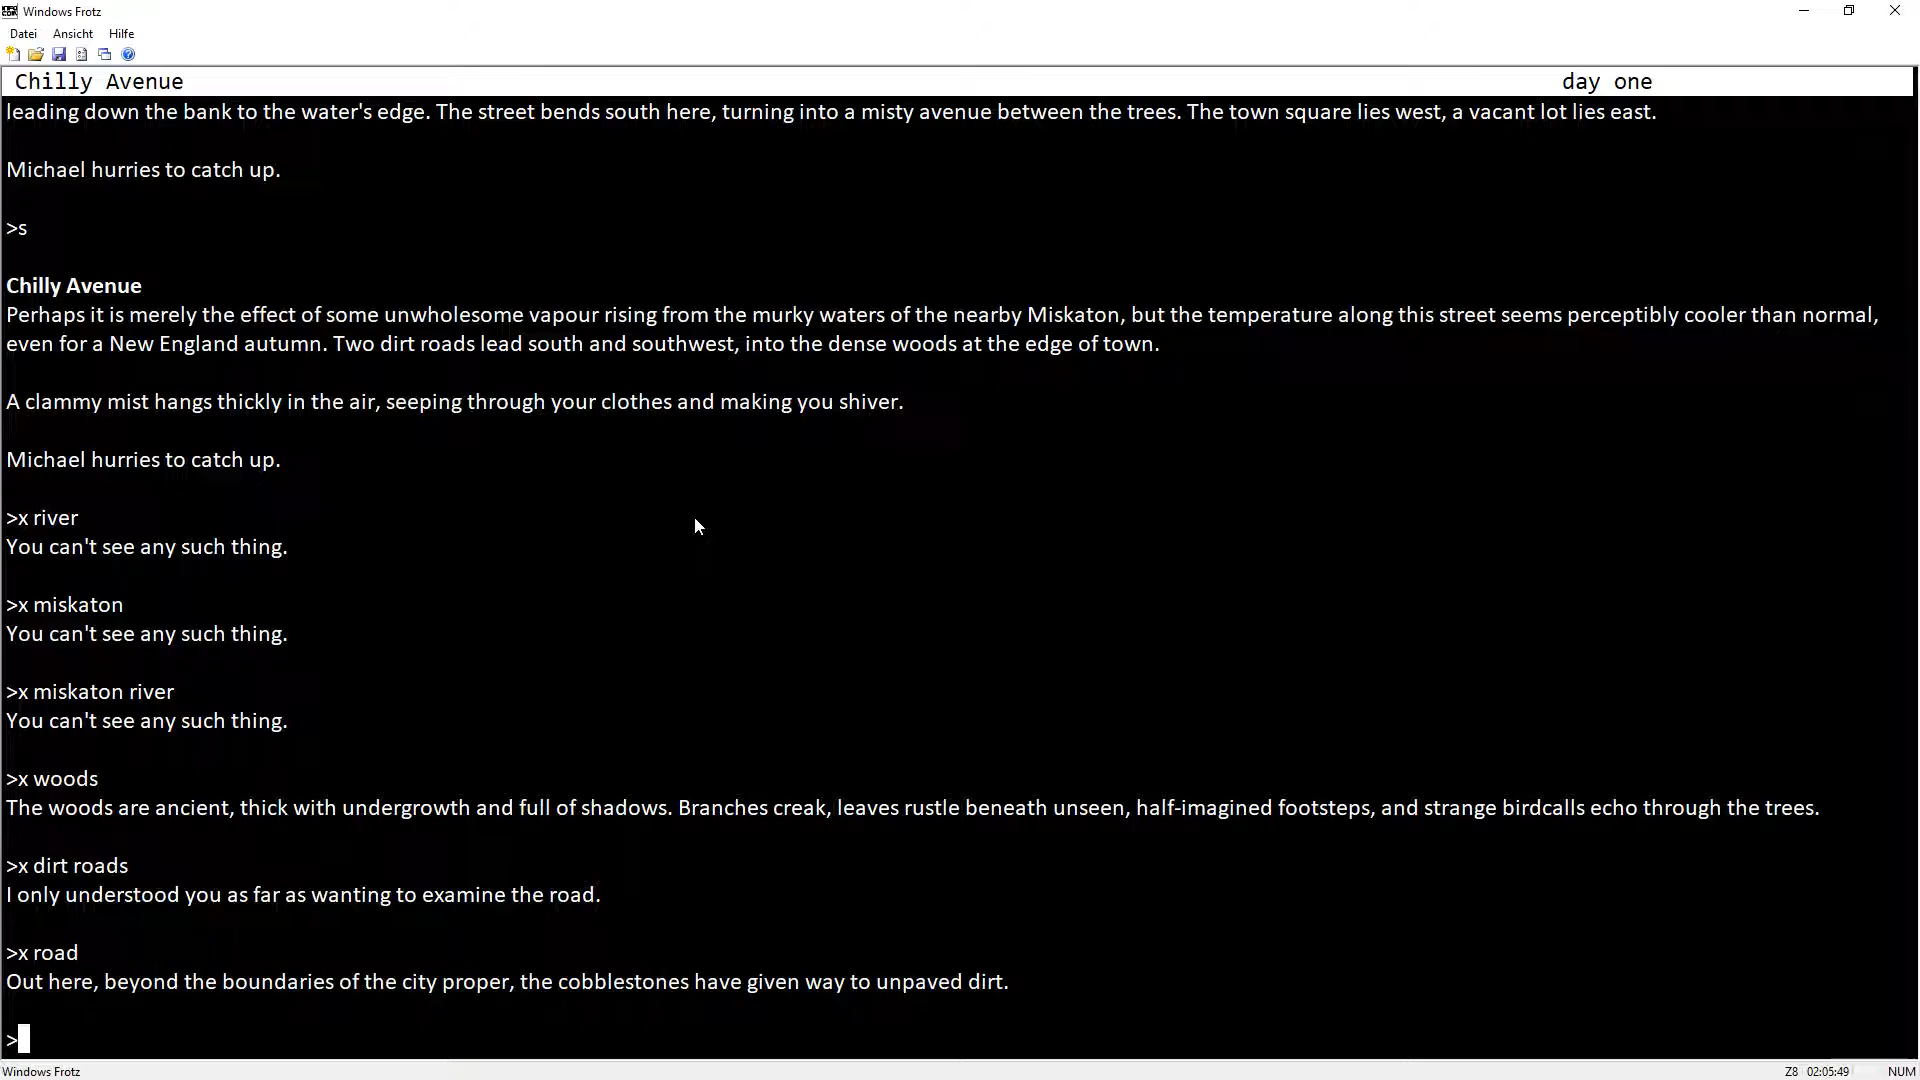 Windows Frotz
Datei Ansicht Hilfe
Chilly Avenue day one
leading down the bank to the water's edge. The street bends south here, turning into a misty avenue between the trees. The town square lies west, a vacant lot lies east.
Michael hurries to catch up.
>s
Chilly Avenue
Perhaps it is merely the effect of some unwholesome vapour rising from the murky waters of the nearby Miskaton, but the temperature along this street seems perceptibly cooler than normal,
even for a New England autumn. Two dirt roads lead south and southwest, into the dense woods at the edge of town.
A clammy mist hangs thickly in the air, seeping through your clothes and making you shiver.
Michael hurries to catch up.
>x river
You can't see any such thing.
>x miskaton
You can't see any such thing.
>x miskaton river
You can't see any such thing.
>x woods
The woods are ancient, thick with undergrowth and full of shadows. Branches creak, leaves rustle beneath unseen, half-imagined footsteps, and strange birdcalls echo through the trees.
>x dirt roads
I only understood you as far as wanting to examine the road.
>x road
Out here, beyond the boundaries of the city proper, the cobblestones have given way to unpaved dirt.
>
Windows Frotz Z8 02:05:49 NUM